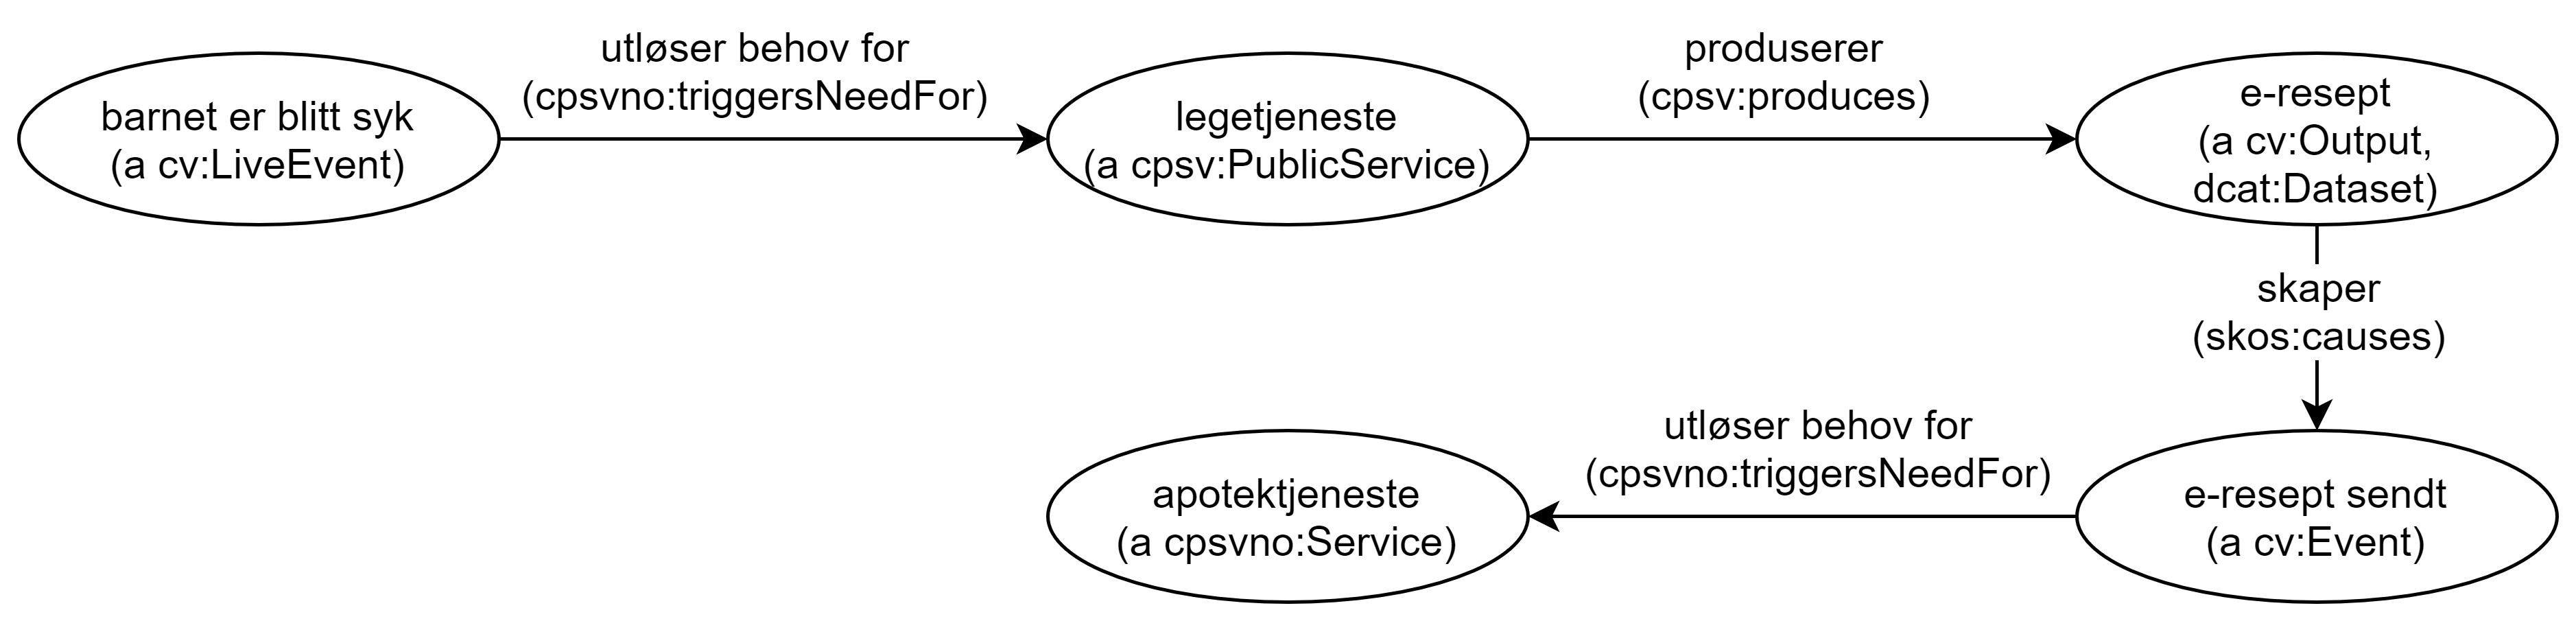 barnet er blitt syk
(a cv:LiveEvent)
utløser behov for
(cpsvno:triggersNeedFor)
legetjeneste
(a cpsv:PublicService)
produserer
(cpsv:produces)
e-resept
(a cv:Output,
dcat:Dataset)
skaper
(skos:causes)
e-resept sendt
(a cv:Event)
utløser behov for
(cpsvno:triggersNeedFor)
apotektjeneste
(a cpsvno:Service)